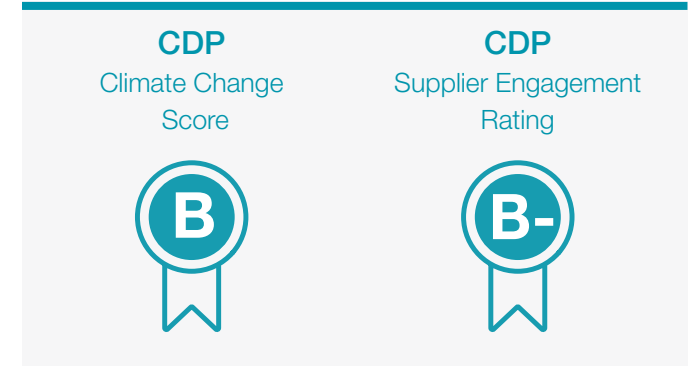 CDP
Climate Change
Score
B
CDP
Supplier Engagement
Rating
B-